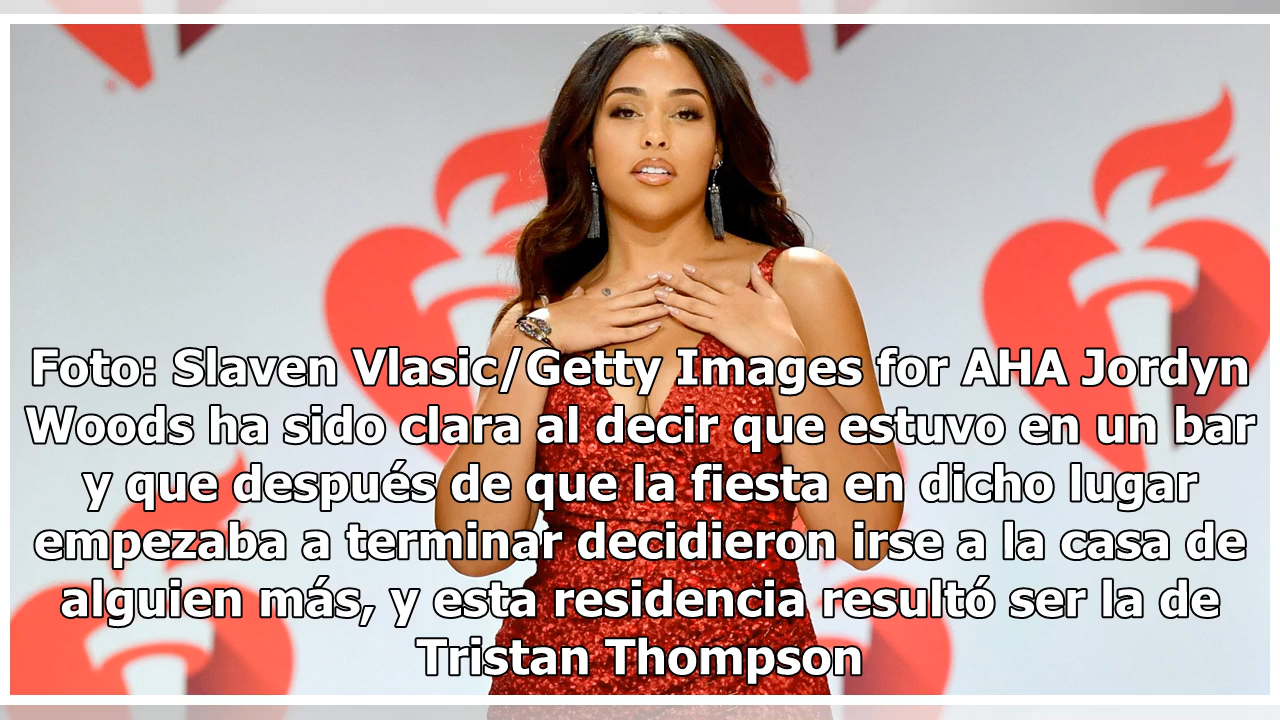 Foto: Slaven Vlasic/Getty Images for AHA Jordyn
Woods ha sido clara al decir que estuvo en un bar
y que después de que la fiesta en dicho lugar
empezaba a terminar decidieron irse a la casa de
alguien más, y esta residencia resultó ser la de
Tristan Thompson